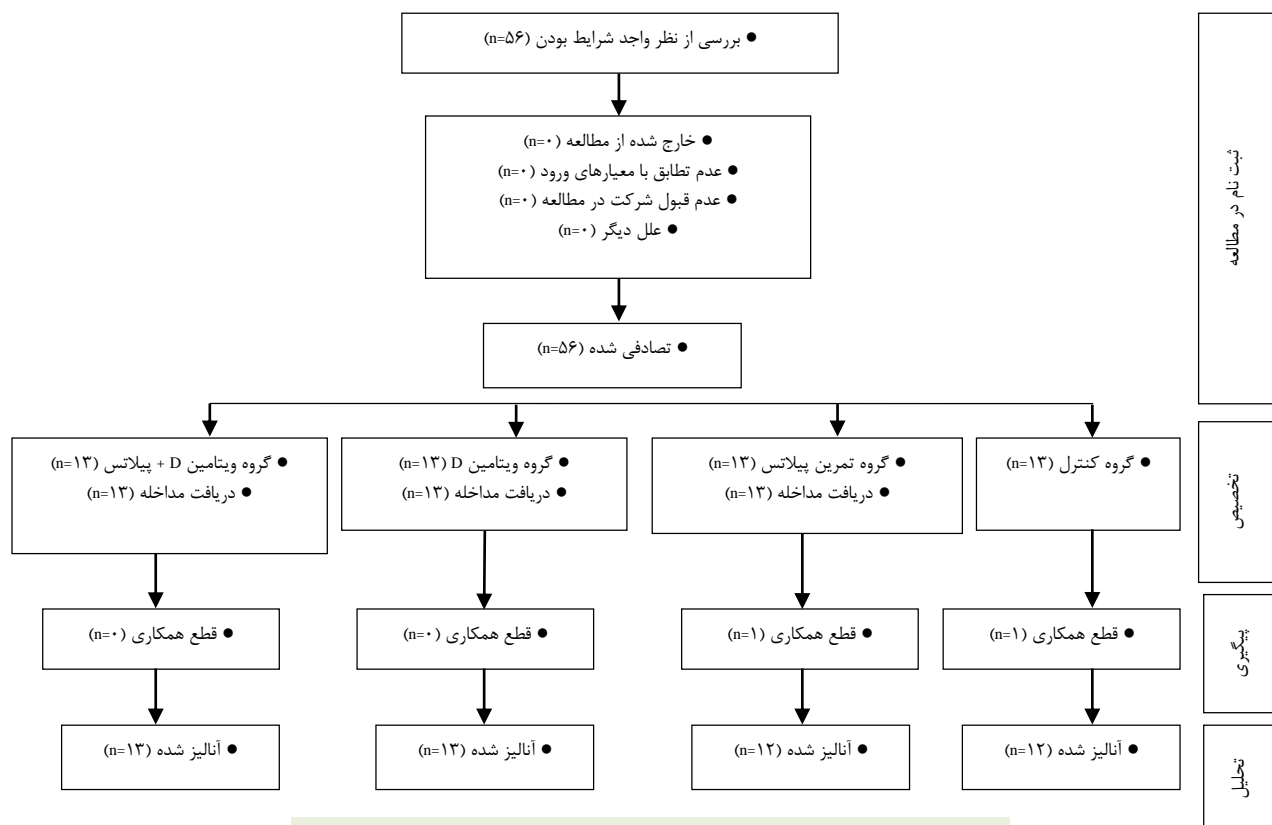 ● بررسی از نظر واجد شرایط بودن (n=۵۶)
● خارج شده از مطالعه (n=۰)
● عدم تطابق با معیارهای ورود (n=۰)
● عدم قبول شرکت در مطالعه (n=۰)
● علل دیگر (n=۰)
● تصادفی شده (n=۵۶)
ثبت نام در مطالعه
● گروه کنترل (n=۱۳)
● گروه تمرین پیلاتس (n=۱۳)
● دریافت مداخله (n=۱۳)
● گروه ویتامین D (n=۱۳)
● دریافت مداخله (n=۱۳)
● گروه ویتامین D + پیلاتس (n=۱۳)
● دریافت مداخله (n=۱۳)
تخصیص
● قطع همکاری (n=۱)
● قطع همکاری (n=۱)
● قطع همکاری (n=۰)
● قطع همکاری (n=۰)
پیگیری
● آنالیز شده (n=۱۲)
● آنالیز شده (n=۱۲)
● آنالیز شده (n=۱۳)
● آنالیز شده (n=۱۳)
تحلیل